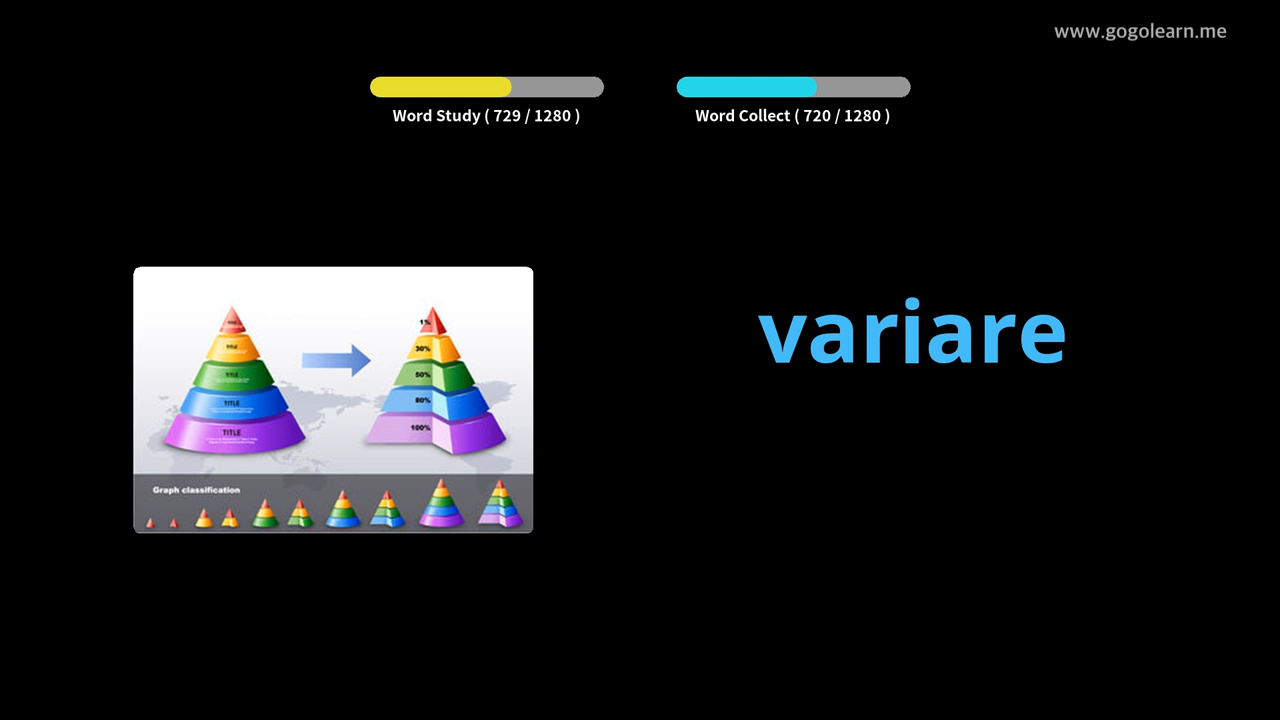 www.gogolearn.me
Word Study ( 729 / 1280 )
Word Collect ( 720 / 1280 )
variare
TITLE
TITLE
TITLE
TITLE
1%
30%
50%
80%
100%
Graph classification